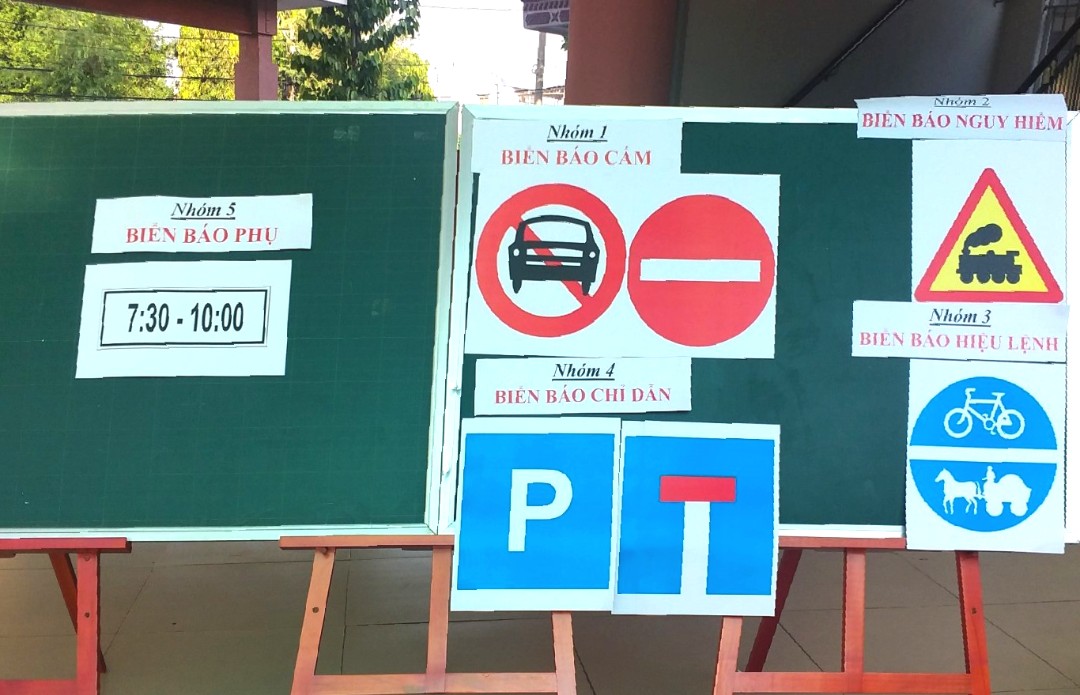 Nhóm 5
BIỂN BÁO PHỤ
7:30 - 10:00
Nhóm 1
BIỂN BÁO CẤM
Nhóm 4
BIỂN BÁO CHỈ DẪN
P
Nhóm 2
BIỂN BÁO NGUY HIỂM
Nhóm 3
BIỂN BÁO HIỆU LỆNH